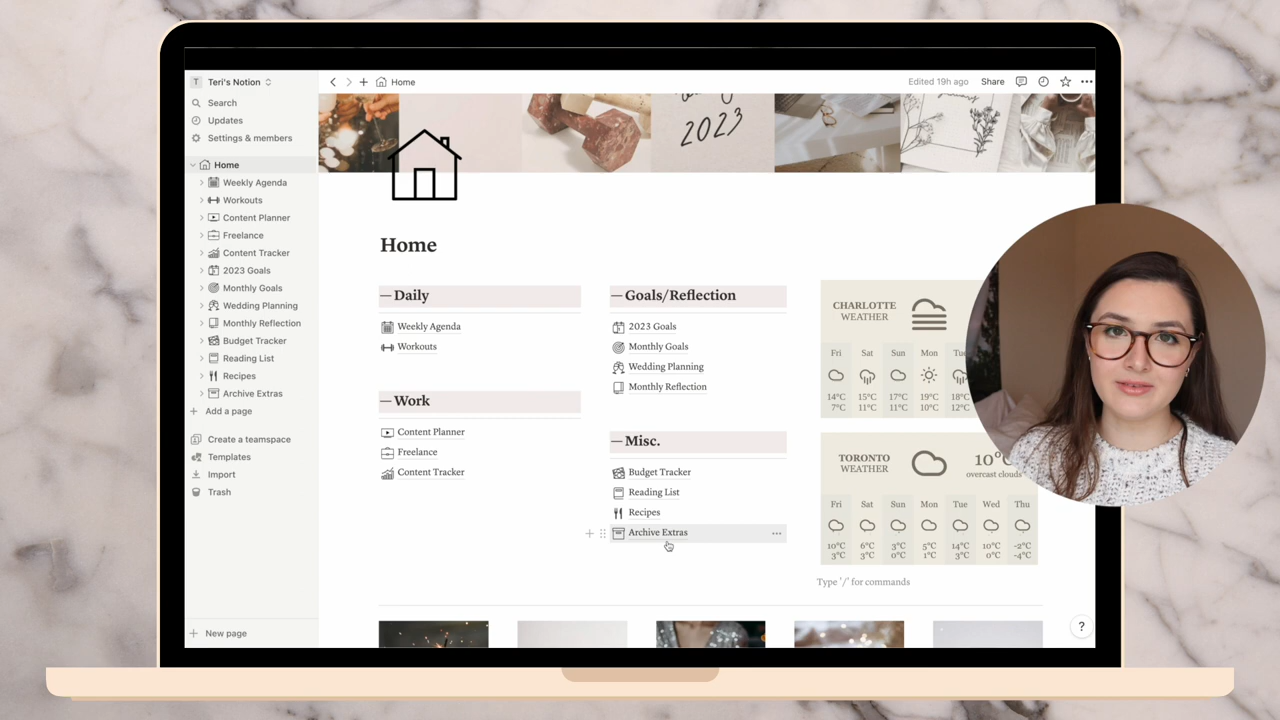 T Teri's Notion
Search
Updates
Settings & members
Home
Weekly Agenda
Workouts
Content Planner
Freelance
Content Tracker
2023 Goals
Monthly Goals
Wedding Planning
Monthly Reflection
Budget Tracker
Reading List
Recipes
Archive Extras
Add a page
Create a teamspace
Templates
Import
Trash
New page
Home
Edited 19h ago
Share
2023
Home
— Daily
Weekly Agenda
Workouts
— Work
Content Planner
Freelance
Content Tracker
— Goals/Reflection
2023 Goals
Monthly Goals
Wedding Planning
Monthly Reflection
— Misc.
Budget Tracker
Reading List
Recipes
Archive Extras
CHARLOTTE
WEATHER
Fri Sat Sun Mon
14°C 15°C 17°C 19°C 18°C
7°C 11°C 11°C 10°C 12°C
TORONTO
WEATHER
overcast clouds
Fri Sat Sun Mon Tue Wed Thu
10°C 6°C 3°C 5°C 14°C 10°C -2°C
3°C 3°C 0°C 1°C 3°C 0°C -4°C
Type '/' for commands
?